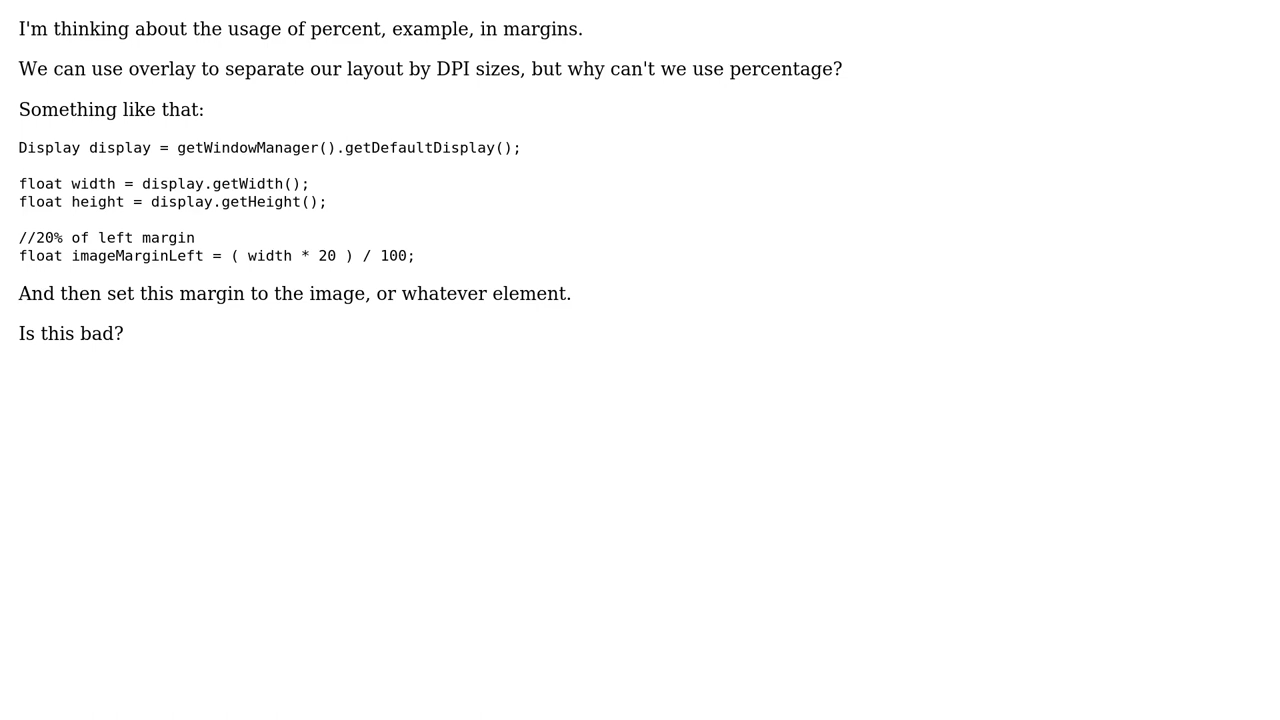 I'm thinking about the usage of percent, example, in margins.
We can use overlay to separate our layout by DPI sizes, but why can't we use percentage?
Something like that:
Display display = getWindowManager().getDefaultDisplay();
float width = display.getWidth();
float height = display.getHeight();
//20% of left margin
float imageMarginLeft = ( width * 20 ) / 100;
And then set this margin to the image, or whatever element.
Is this bad?